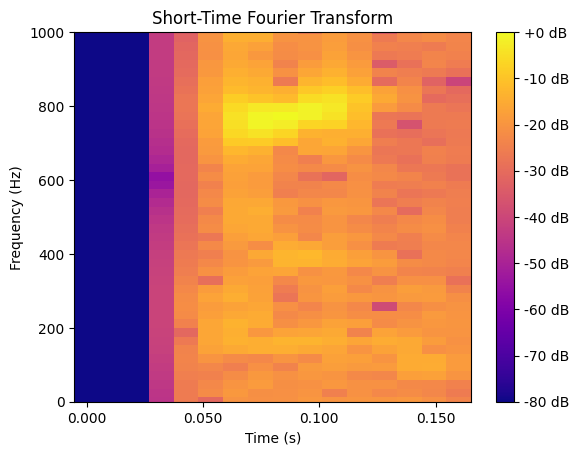 Short-Time Fourier Transform
1000
800
600
400
200
0
Frequency (Hz)
0.000
0.050
0.100
0.150
Time (s)
+0 dB
-10 dB
-20 dB
-30 dB
-40 dB
-50 dB
-60 dB
-70 dB
-80 dB